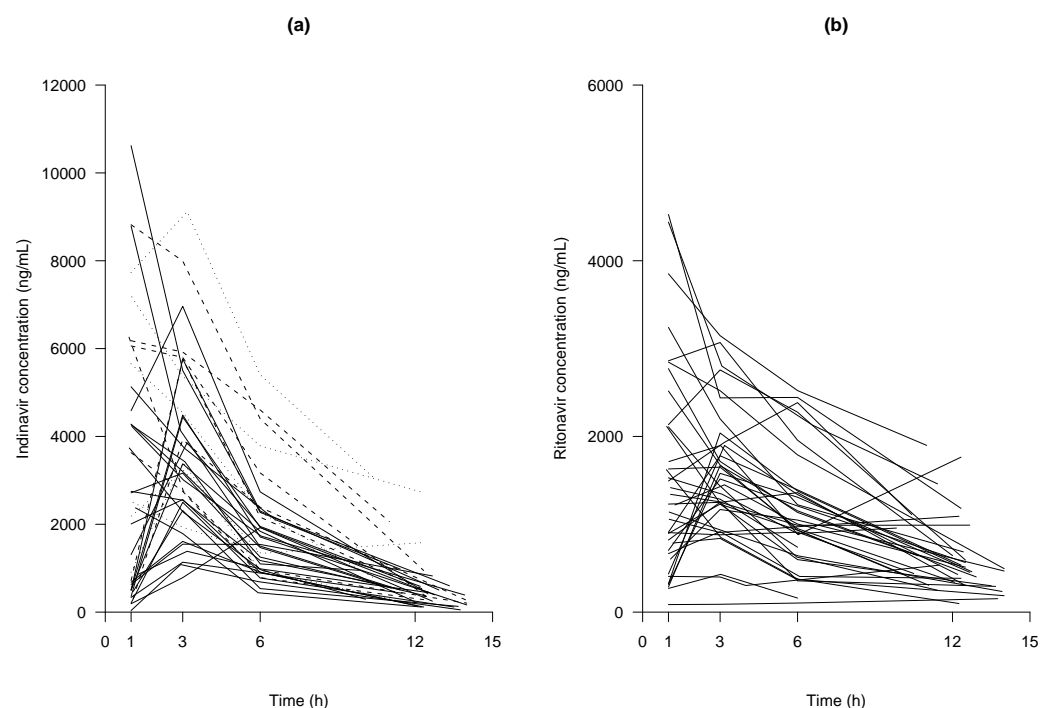 (a)
Indinavir concentration (ng/mL)
12000
10000
8000
6000
4000
2000
0
0 1 3 6 12 15
Time (h)
(b)
Ritonavir concentration (ng/mL)
6000
4000
2000
0
0 1 3 6 12 15
Time (h)